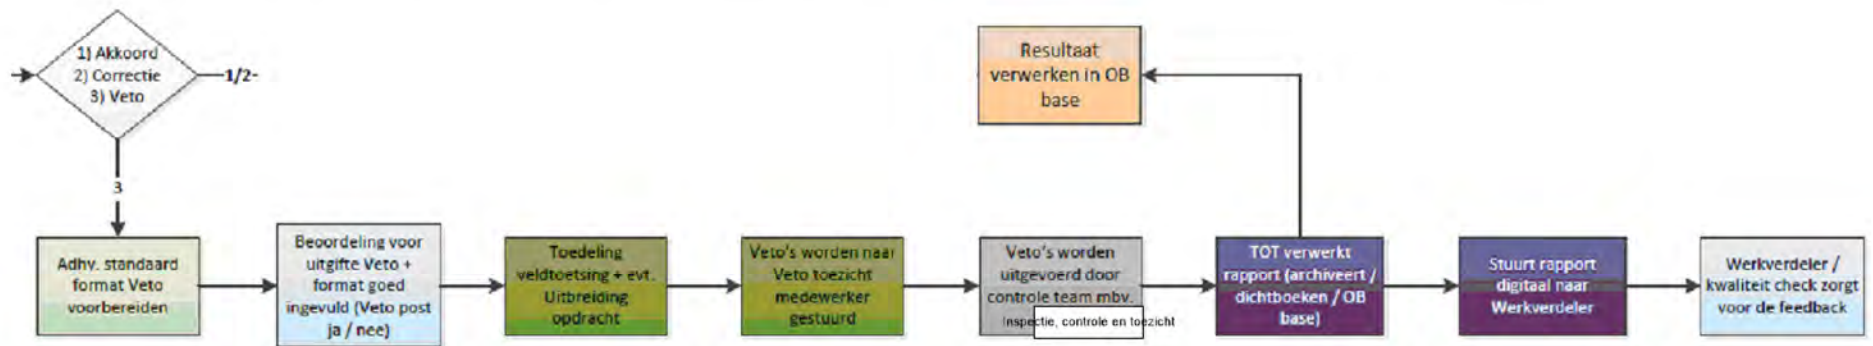 1) Akkoord
2) Correctie
3) Veto
1/2-
3
Resultaat
verwerken in OB
base
Adhv. standaard
format Veto
voorbereiden
Beoordeling voor
uitgifte Veto +
format goed
ingevuld (Veto post
ja / nee)
Toedeling
veldtoetsing + evt.
Uitbreiding
opdracht
Veto's worden naar
Veto toezicht
medewerker
gestuurd
Veto's worden
uitgevoerd door
controle team mbv.
Inspectie, controle en toezicht
TOT verwerkt
rapport (archiveert /
dichtboeken / OB
base)
Stuurt rapport
digitaal naar
Werkverdeler
Werkverdeler /
kwaliteit check zorgt
voor de feedback